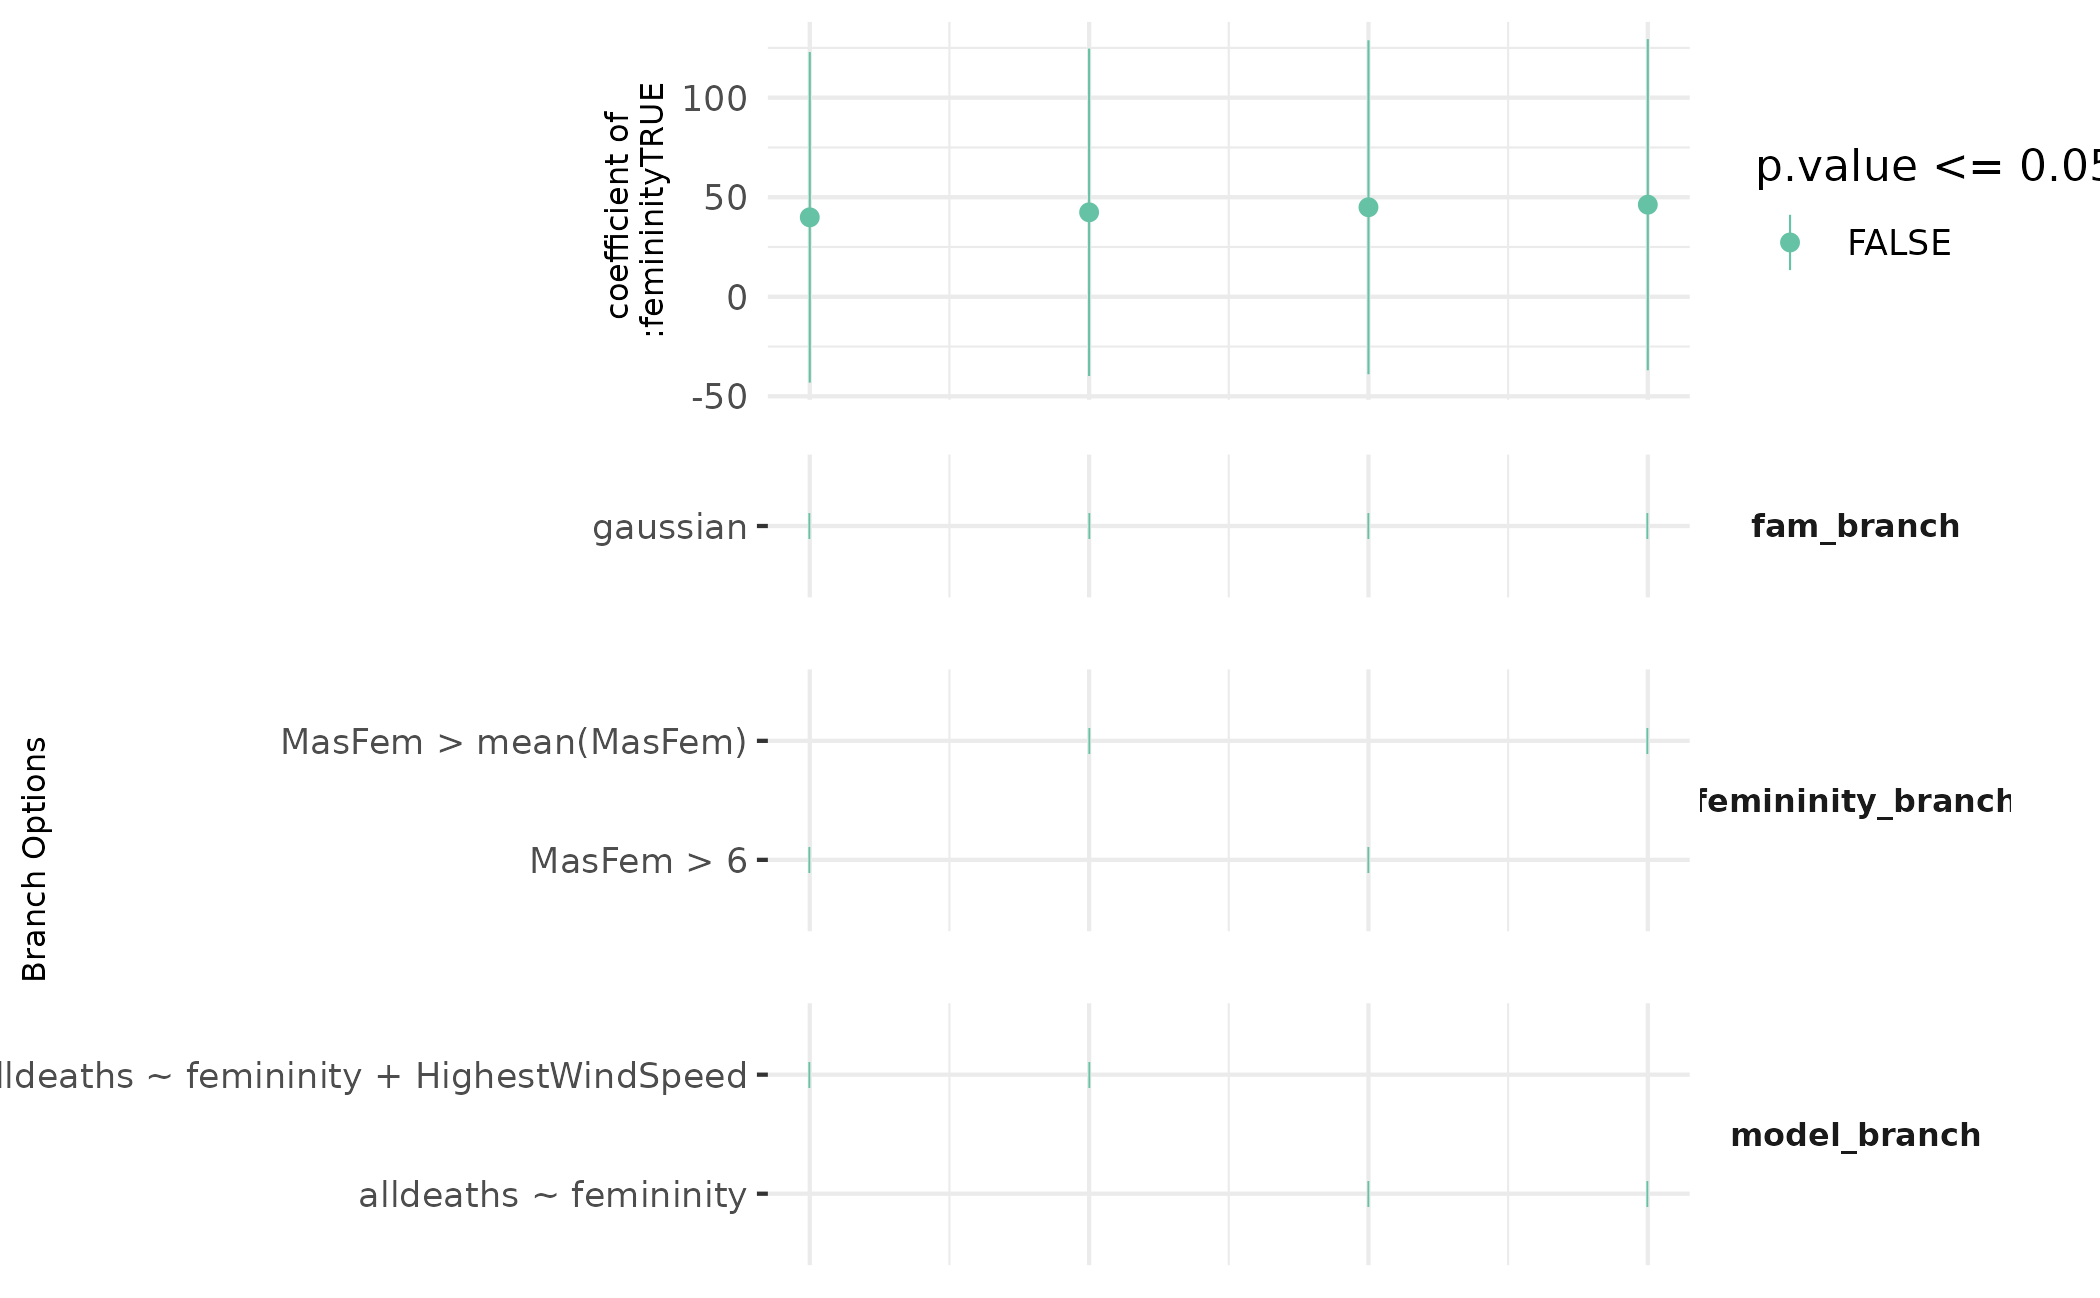 coefficient of
:femininityTRUE
100
50
0
-50
p.value <= 0.05
FALSE
gaussian
fam_branch
Branch Options
MasFem > mean(MasFem)
MasFem > 6
femininity_branch
lldeaths ~ femininity + HighestWindSpeed
alldeaths ~ femininity
model_branch